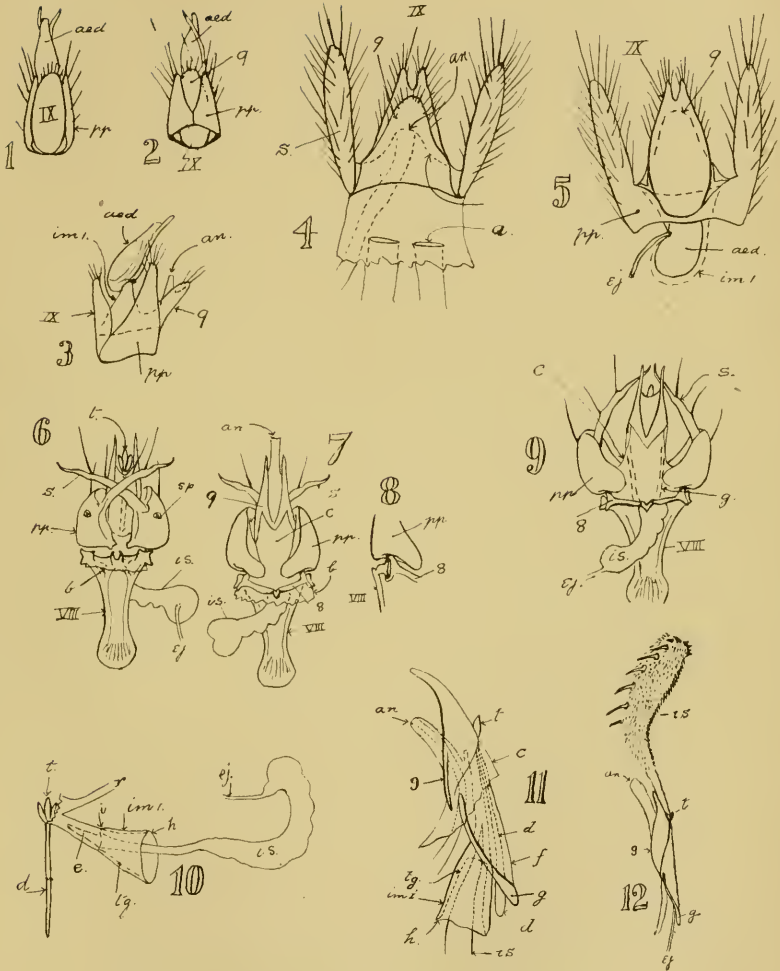 aed
IX
pp
1
aed
9
pp.
IX
2
IX
9
an
s.
a.
4
IX
9
pp.
aed.
Ej
im 1
5
aed
im 1.
an.
IX
9
pp
3
t.
s.
sp
pp.
b
is.
VIII
Ej
6
an
9
s
c
pp.
b
8
is.
VIII
7
pp
8
VIII
8
C
s.
pp
g.
8
is.
VIII
Ej.
9
t.
r
i
im 1.
h
ej.
e.
i.s.
d
tg.
10
an
t
c
9
d
f
tg.
g
im 1
d
h.
is
11
is
an
t
9
g
Ej
12